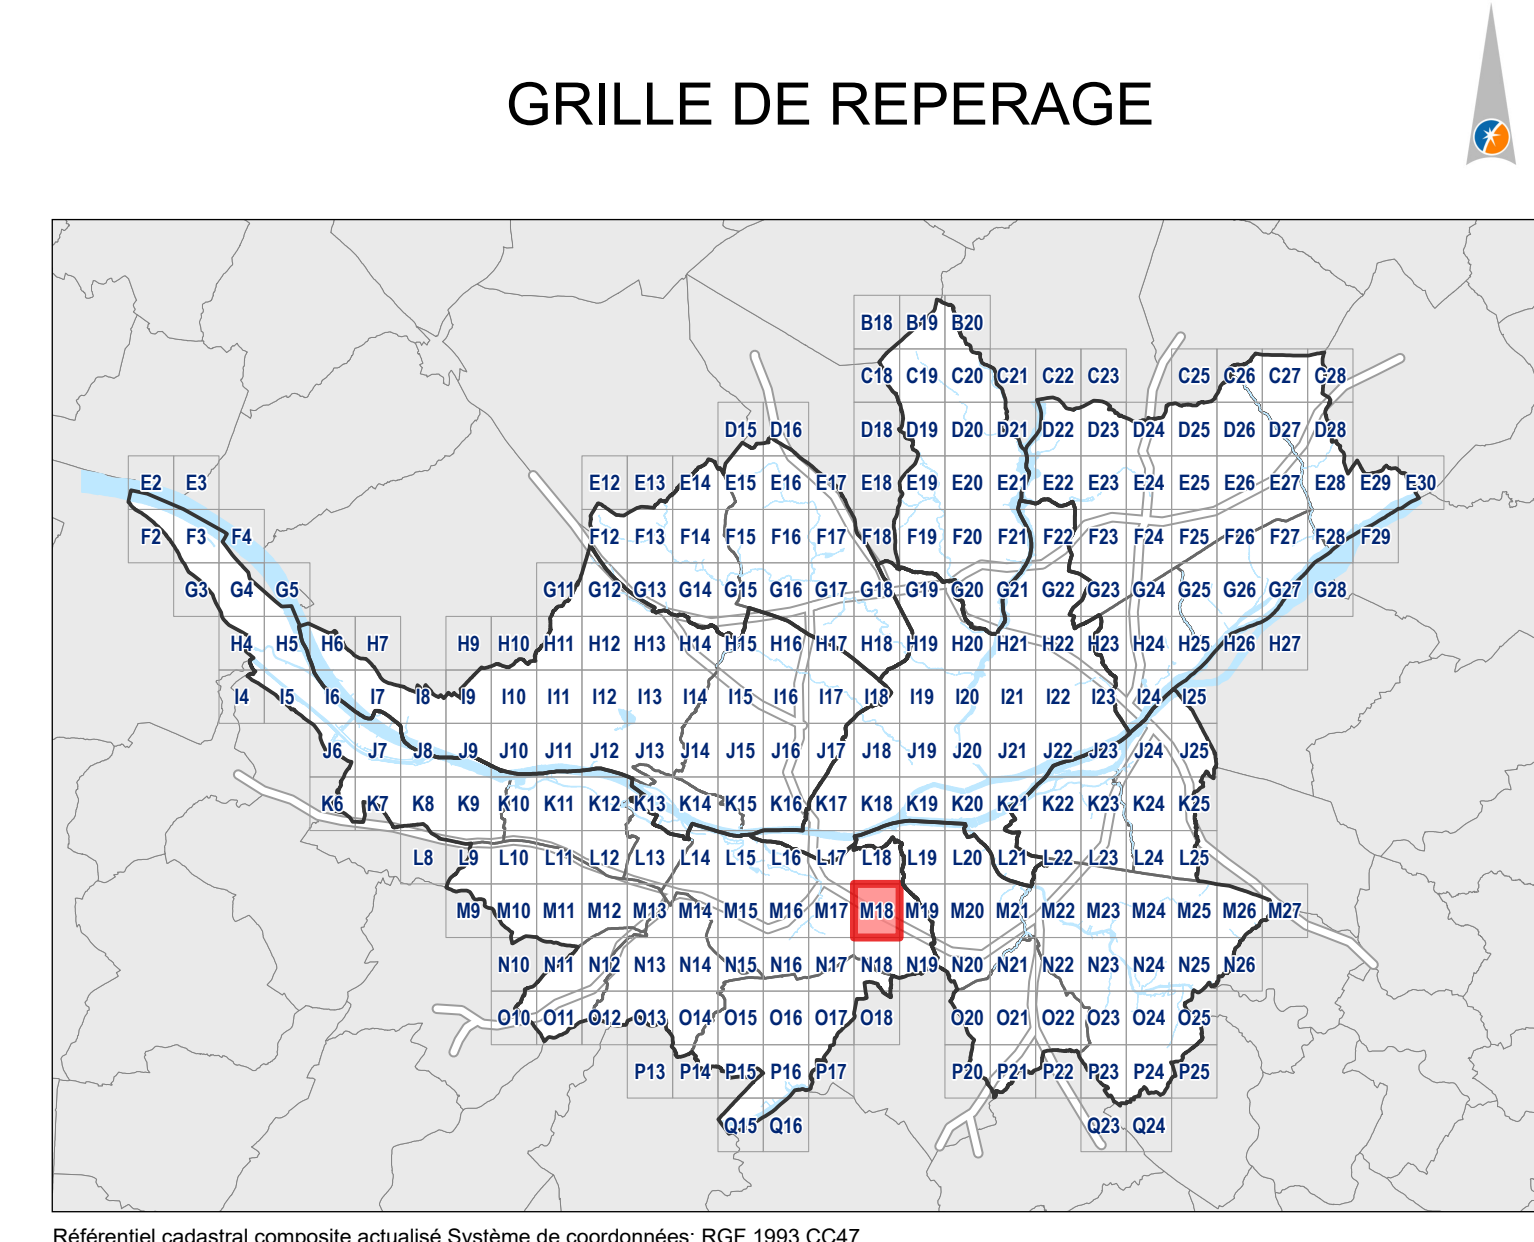 GRILLE DE REPERAGE
B18 B19 B20
C18 C19 C20 C21 C22 C23 C25 C26 C27 C28
D15 D16 D18 D19 D20 D21 D22 D23 D24 D25 D26 D27 D28
E2 E3 E12 E13 E14 E15 E16 E17 E18 E19 E20 E21 E22 E23 E24 E25 E26 E27 E28 E29 E30
F2 F3 F4 F12 F13 F14 F15 F16 F17 F18 F19 F20 F21 F22 F23 F24 F25 F26 F27 F28 F29
G3 G4 G5 G11 G12 G13 G14 G15 G16 G17 G18 G19 G20 G21 G22 G23 G24 G25 G26 G27 G28
H4 H5 H6 H7 H9 H10 H11 H12 H13 H14 H15 H16 H17 H18 H19 H20 H21 H22 H23 H24 H25 H26 H27
I4 I5 I6 I7 I8 I9 I10 I11 I12 I13 I14 I15 I16 I17 I18 I19 I20 I21 I22 I23 I24 I25
J6 J7 J8 J9 J10 J11 J12 J13 J14 J15 J16 J17 J18 J19 J20 J21 J22 J23 J24 J25
K6 K7 K8 K9 K10 K11 K12 K13 K14 K15 K16 K17 K18 K19 K20 K21 K22 K23 K24 K25
L8 L9 L10 L11 L12 L13 L14 L15 L16 L17 L18 L19 L20 L21 L22 L23 L24 L25
M9 M10 M11 M12 M13 M14 M15 M16 M17 M18 M19 M20 M21 M22 M23 M24 M25 M26 M27
N10 N11 N12 N13 N14 N15 N16 N17 N18 N19 N20 N21 N22 N23 N24 N25 N26
O10 O11 O12 O13 O14 O15 O16 O17 O18 O20 O21 O22 O23 O24 O25
P13 P14 P15 P16 P17 P20 P21 P22 P23 P24 P25
Q15 Q16 Q23 Q24
Référentiel cadastral composite actualisé Système de coordonnées: RGF 1993 CC47